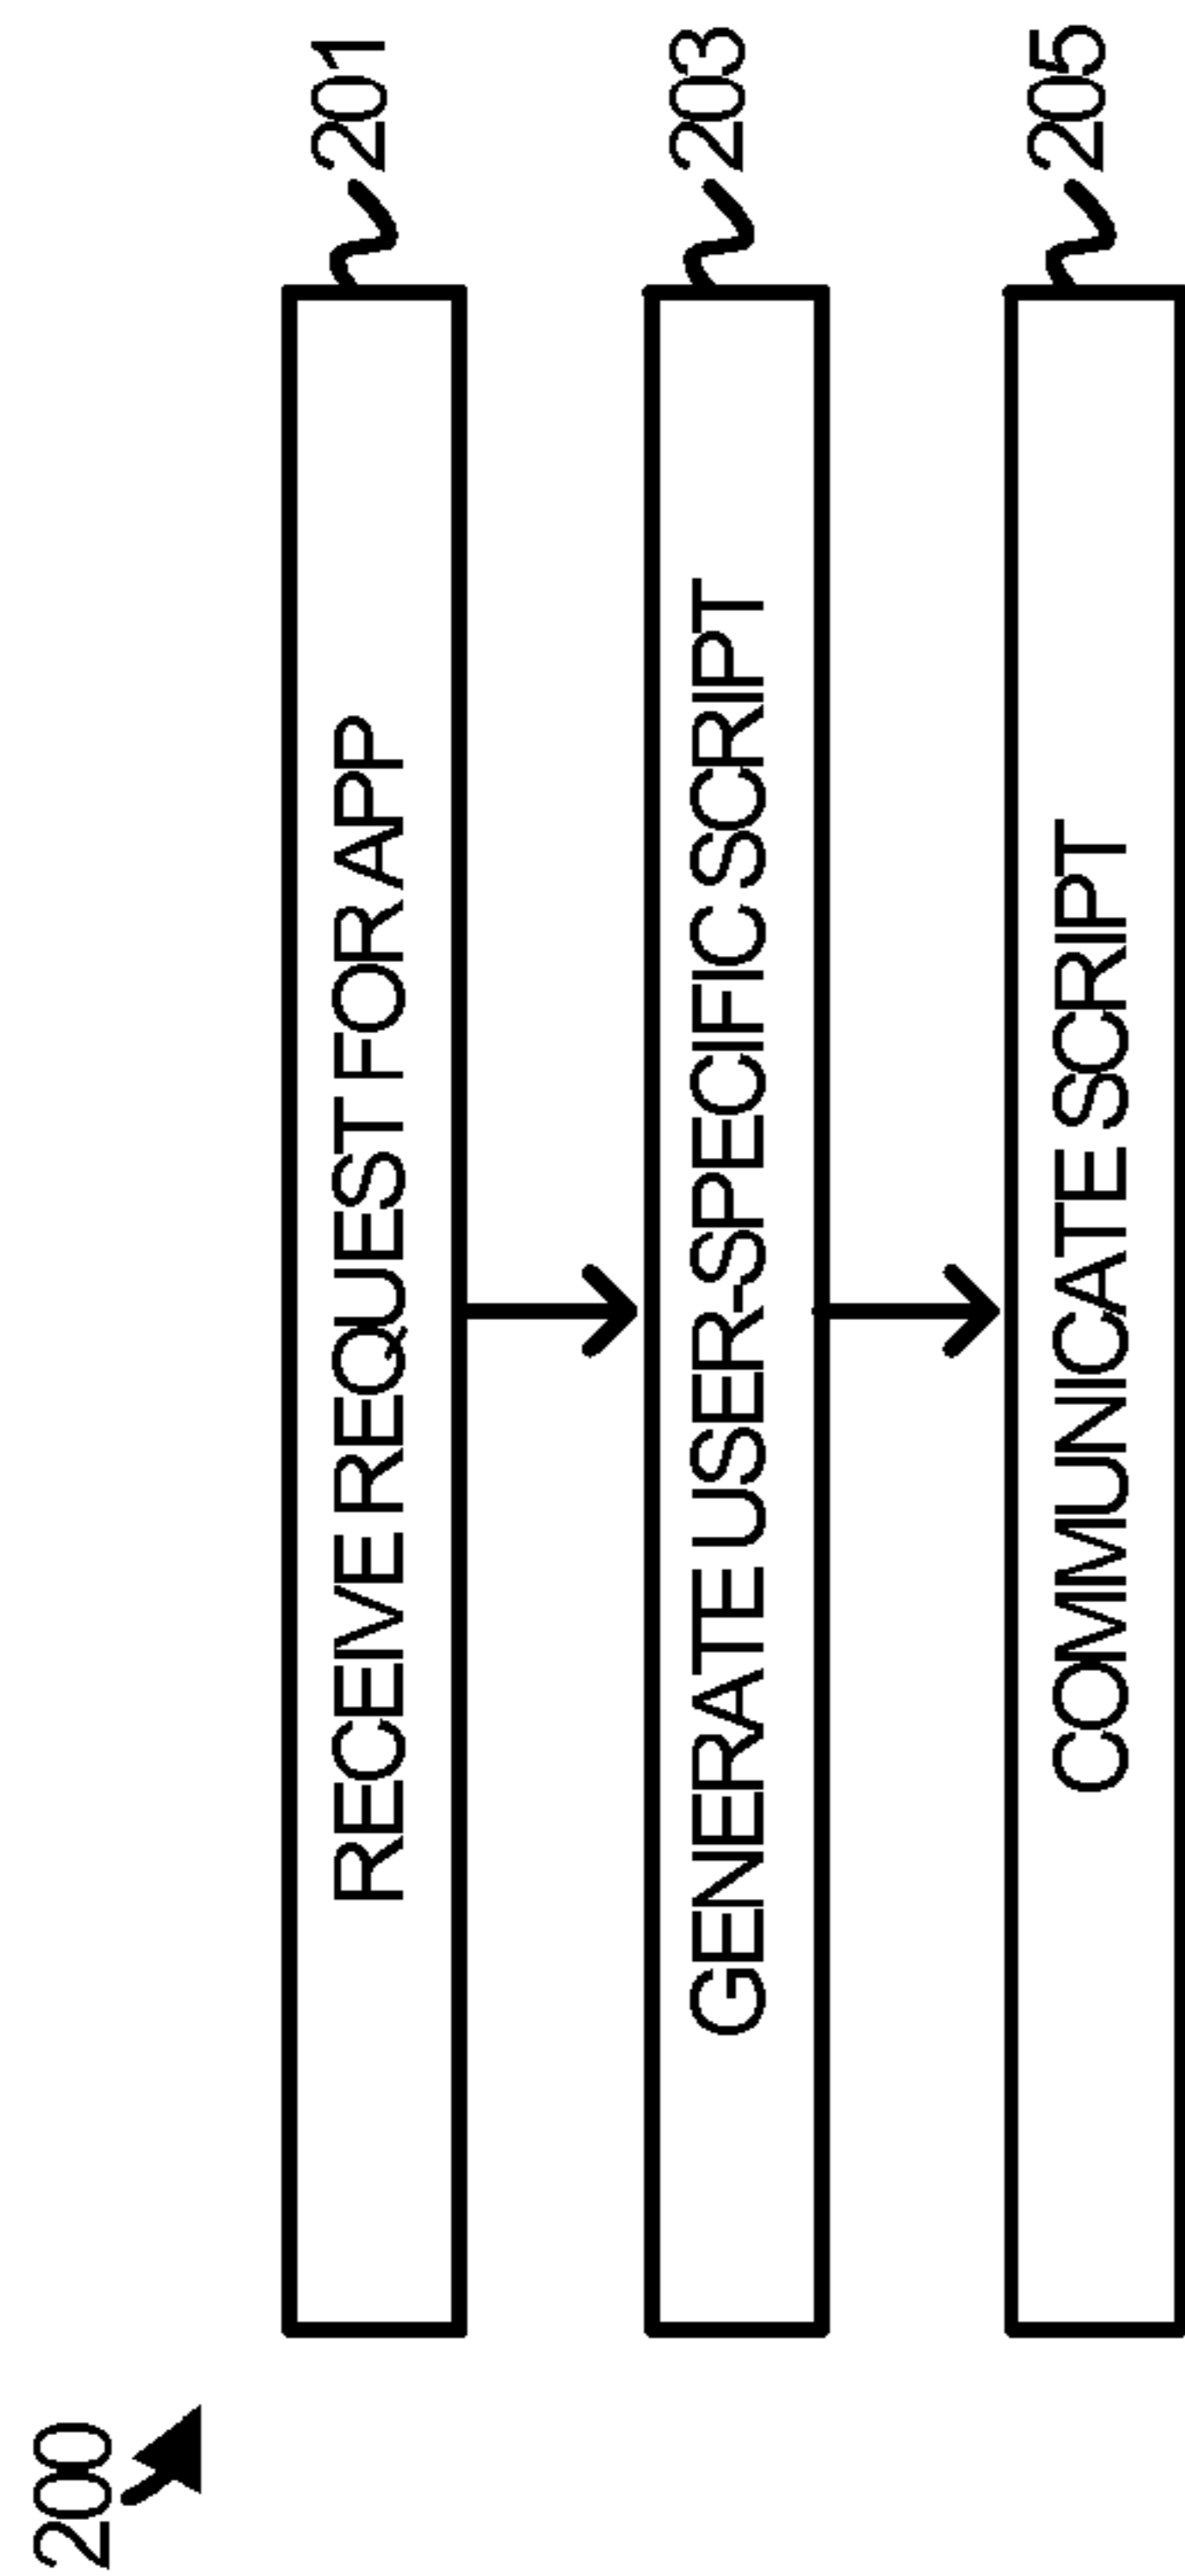 200
RECEIVE REQUEST FOR APP
201
GENERATE USER-SPECIFIC SCRIPT
203
COMMUNICATE SCRIPT
205